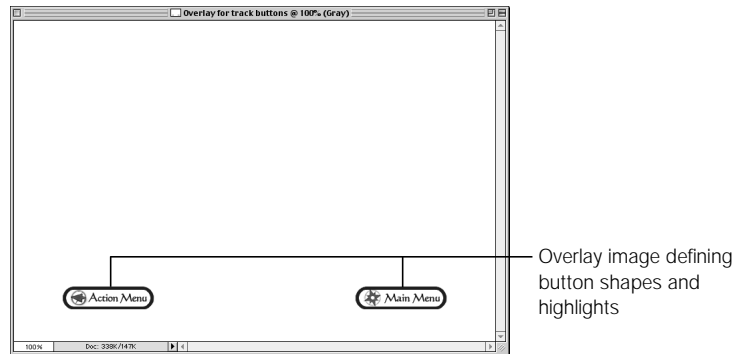 Overlay for track buttons @ 100% (Gray)
Action Menu
Main Menu
Overlay image defining
button shapes and
highlights
100%
Doc: 338K/147K